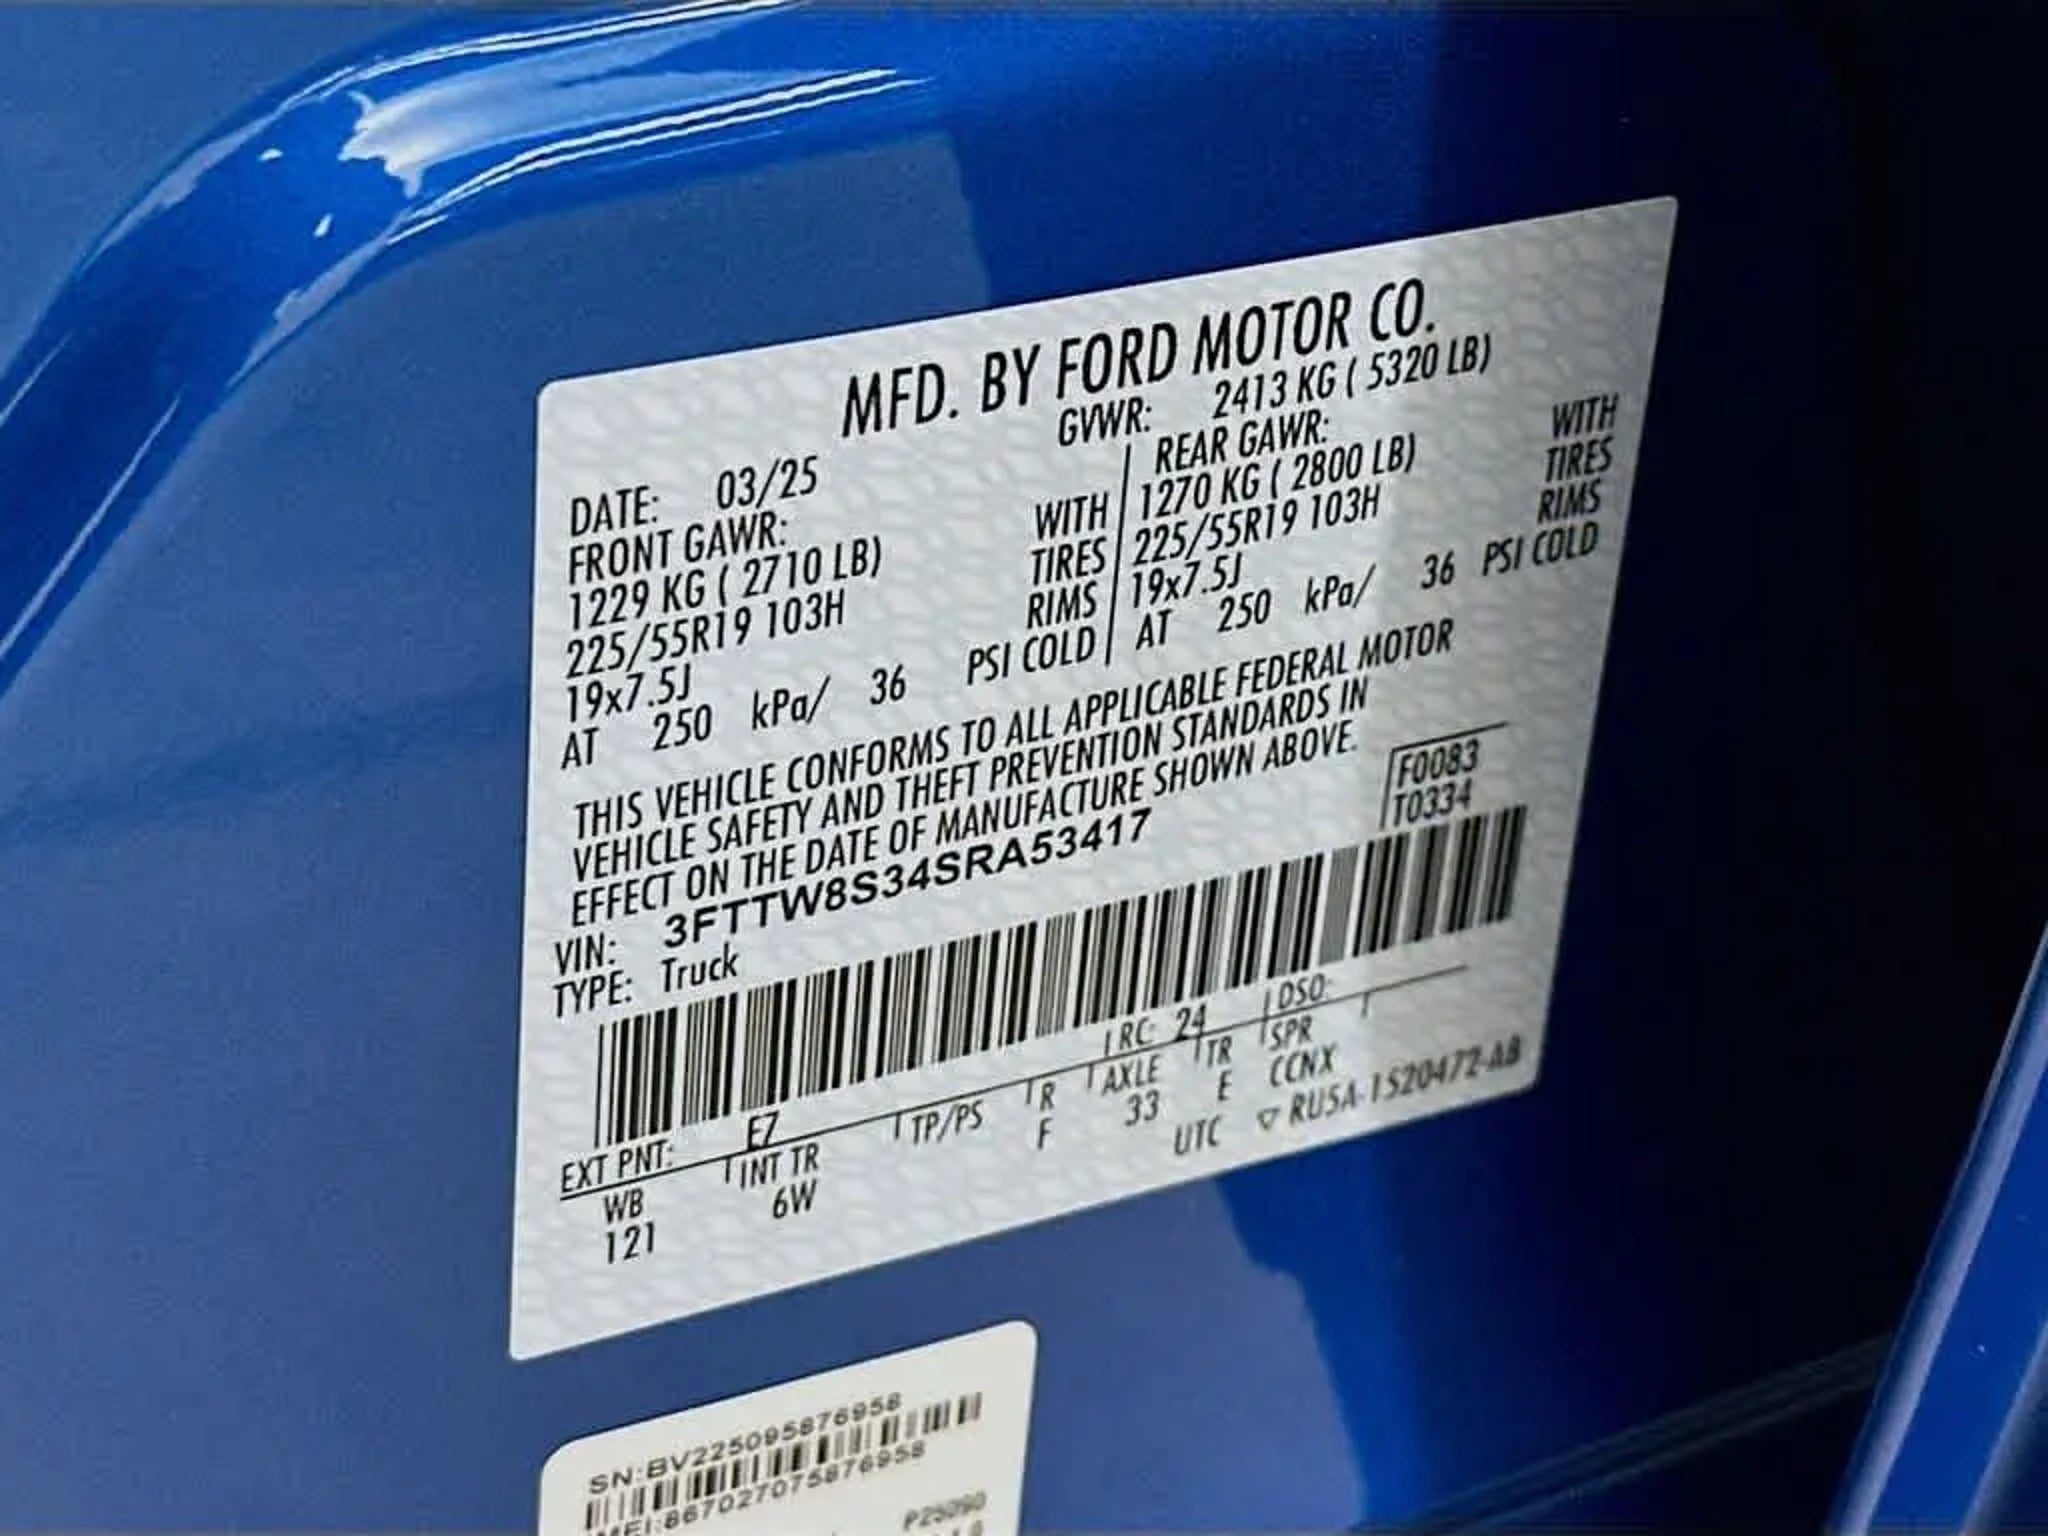 MFD. BY FORD MOTOR CO.
DATE: 03/25 GVWR: 2413 KG ( 5320 LB)
FRONT GAWR: REAR GAWR:
1229 KG ( 2710 LB) WITH 1270 KG ( 2800 LB) WITH
225/55R19 103H TIRES 225/55R19 103H TIRES
19x7.5J RIMS 19x7.5J RIMS
AT 250 kPa/ 36 PSI COLD AT 250 kPa/ 36 PSI COLD
THIS VEHICLE CONFORMS TO ALL APPLICABLE FEDERAL MOTOR
VEHICLE SAFETY AND THEFT PREVENTION STANDARDS IN
EFFECT ON THE DATE OF MANUFACTURE SHOWN ABOVE.
F0083
T0334
VIN: 3FTTW8S34SRA53417
TYPE: Truck
EXT PNT: E7 RC: 24 DSO:
WB INT TR TP/PS R AXLE TR SPR
121 6W F 33 E CCNX
UTC ▽ RU5A-1520472-AB
SN:BV225095876958
MEI:867027075876958
P25090